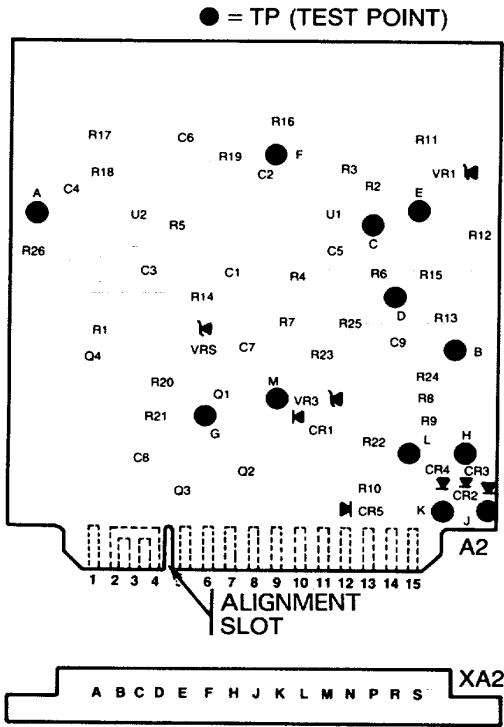 ● = TP (TEST POINT)
R16
R17 C6 R11
R19 F R3 VR1
R18 C2
A C4 R2 E
U2 R5 U1 C R12
R26 C5
C3 C1 R4 R6 R15
R14 D
R1 R7 R25 R13
VRS C7 C9 B
Q4 R23
R20 Q1 M R24
VR3 R8
R21 G CR1 R9
R22 L H
C8 Q2 CR4 CR3
Q3 R10 CR2
CR5 K J
A2
1 2 3 4 5 6 7 8 9 10 11 12 13 14 15
ALIGNMENT
SLOT
XA2
A B C D E F H J K L M N P R S